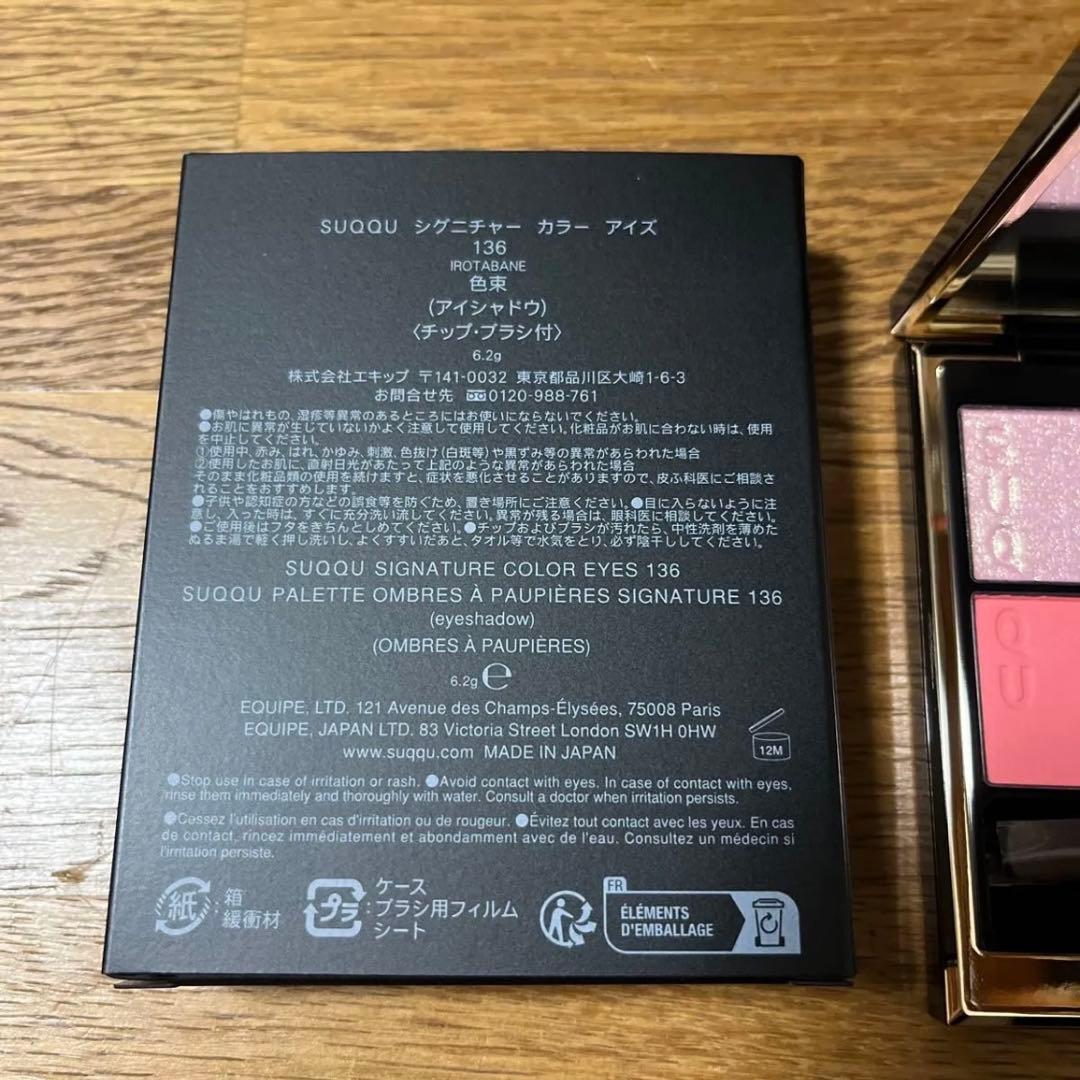 SUQQU シグニチャー カラー アイズ
136
IROTABANE
色束
(アイシャドウ)
〈チップ・ブラシ付〉
6.2g
株式会社エキップ 〒141-0032 東京都品川区大崎1-6-3
お問合せ先 0120-988-761
●傷やはれもの、湿疹等異常のあるところにはお使いにならないでください。
●お肌に異常が生じていないかよく注意して使用してください。化粧品がお肌に合わない時は、使用
を中止してください。
①使用中、赤み、はれ、かゆみ、刺激、色抜け(白斑等)や黒ずみ等の異常があらわれた場合
②使用したお肌に、直射日光があたって上記のような異常があらわれた場合
そのまま化粧品類の使用を続けますと、症状を悪化させることがありますので、皮ふ科医にご相談さ
れることをおすすめします。
●子供や認知症の方などの誤食等を防ぐため、置き場所にご注意ください。●目に入らないように注
意し、入った時は、すぐに充分洗い流してください。異常が残る場合は、眼科医に相談してください。
●ご使用後はフタをきちんとしめてください。●チップおよびブラシが汚れたら、中性洗剤を薄めた
ぬるま湯で軽く押し洗いし、よくすすいだあと、タオル等で水気をとり、必ず陰干ししてください。
SUQQU SIGNATURE COLOR EYES 136
SUQQU PALETTE OMBRES À PAUPIÈRES SIGNATURE 136
(eyeshadow)
(OMBRES À PAUPIÈRES)
6.2g ℮
EQUIPE, LTD. 121 Avenue des Champs-Élysées, 75008 Paris
EQUIPE, JAPAN LTD. 83 Victoria Street London SW1H 0HW
www.suqqu.com MADE IN JAPAN
12M
●Stop use in case of irritation or rash. ●Avoid contact with eyes. In case of contact with eyes,
rinse them immediately and thoroughly with water. Consult a doctor when irritation persists.
●Cessez l'utilisation en cas d'irritation ou de rougeur. ●Évitez tout contact avec les yeux. En cas
de contact, rincez immédiatement et abondamment avec de l'eau. Consultez un médecin si
l'irritation persiste.
紙:箱
緩衝材
プラ:ケース
ブラシ用フィルム
シート
FR
ÉLÉMENTS
D'EMBALLAGE